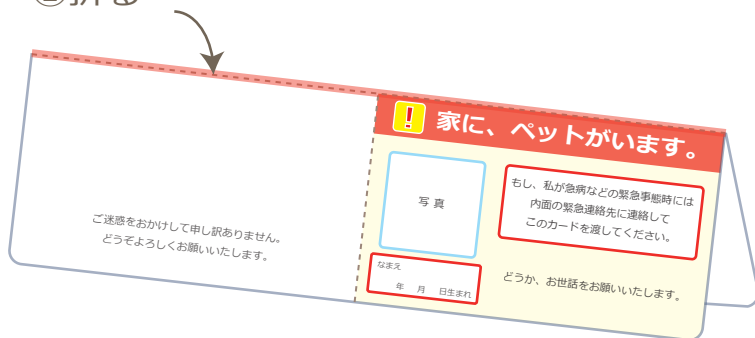 折る
! 家に、ペットがいます。
写 真
もし、私が急病などの緊急事態時には
内面の緊急連絡先に連絡して
このカードを渡してください。
ご迷惑をおかけして申し訳ありません。
どうぞよろしくお願いいたします。
なまえ
年 月 日生まれ
どうか、お世話をお願いいたします。